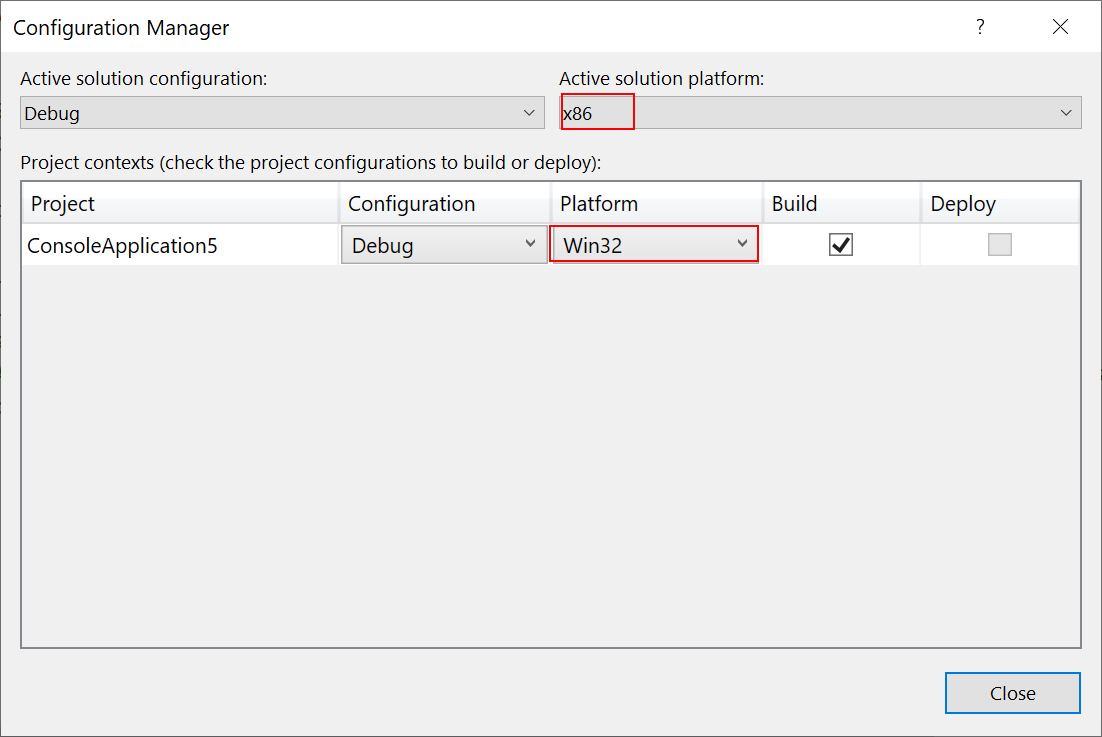 Configuration Manager ?
Active solution configuration: Active solution platform:
Debug x86
Project contexts (check the project configurations to build or deploy):
Project Configuration Platform Build Deploy
ConsoleApplication5 Debug Win32
Close